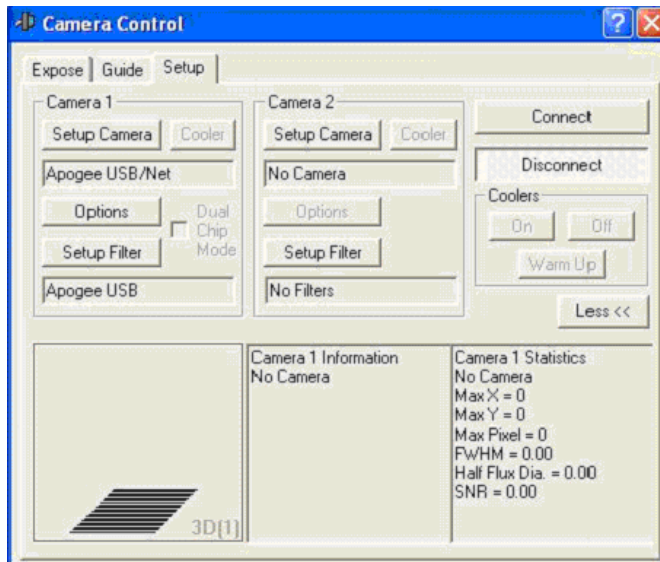 Camera Control
Expose Guide Setup
Camera 1
Setup Camera Cooler
Apogee USB/Net
Options
Dual
Chip
Mode
Setup Filter
Apogee USB
Camera 2
Setup Camera Cooler
No Camera
Options
Setup Filter
No Filters
Connect
Disconnect
Coolers
On Off
Warm Up
Less <<
3D(1)
Camera 1 Information
No Camera
Camera 1 Statistics
No Camera
Max X = 0
Max Y = 0
Max Pixel = 0
FWHM = 0.00
Half Flux Dia. = 0.00
SNR = 0.00